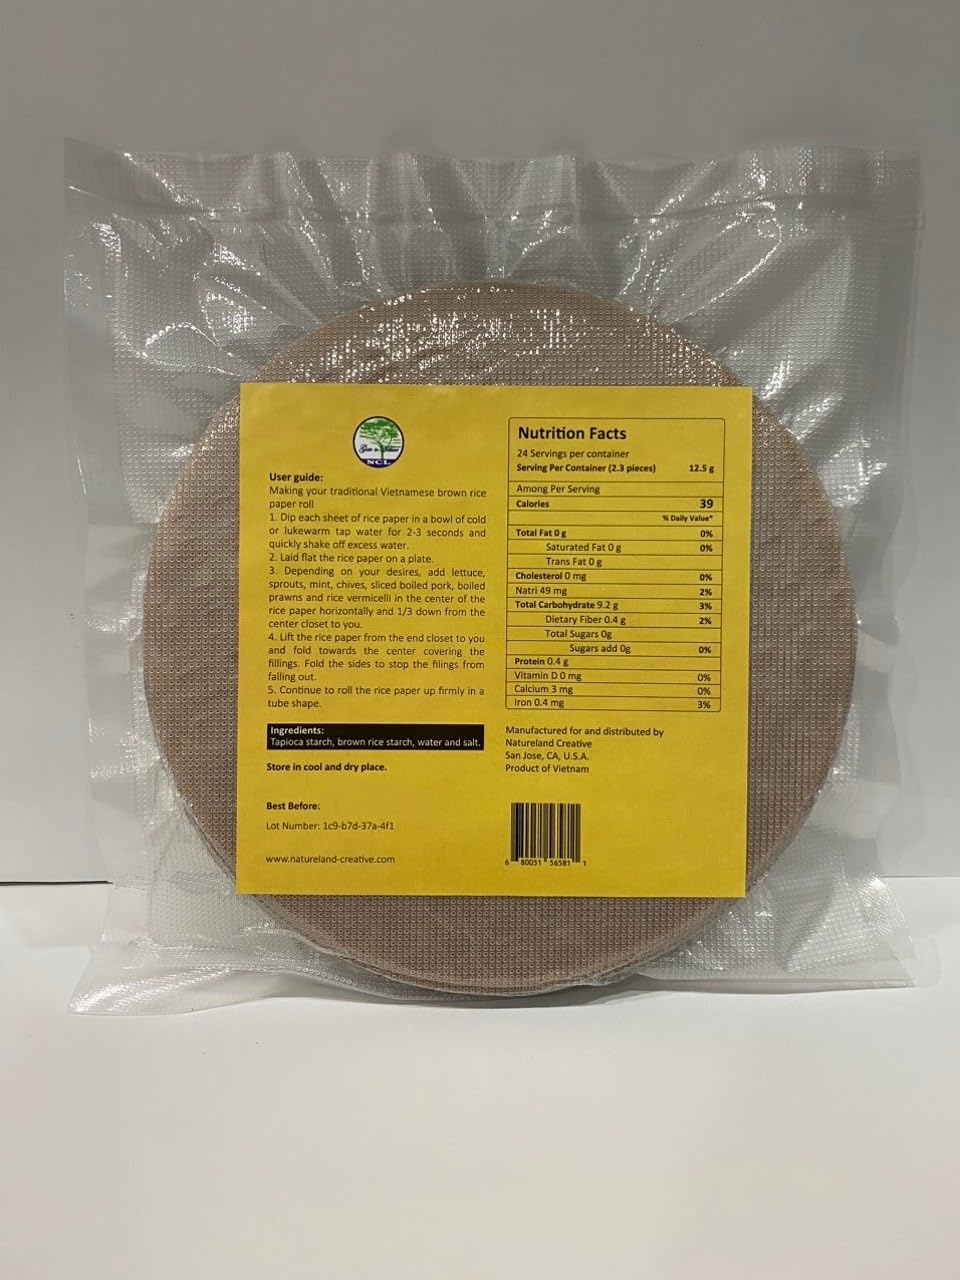 NCL
User guide:
Making your traditional Vietnamese brown rice
paper roll
1. Dip each sheet of rice paper in a bowl of cold
or lukewarm tap water for 2-3 seconds and
quickly shake off excess water.
2. Laid flat the rice paper on a plate.
3. Depending on your desires, add lettuce,
sprouts, mint, chives, sliced boiled pork, boiled
prawns and rice vermicelli in the center of the
rice paper horizontally and 1/3 down from the
center closet to you.
4. Lift the rice paper from the end closet to you
and fold towards the center covering the
fillings. Fold the sides to stop the filings from
falling out.
5. Continue to roll the rice paper up firmly in a
tube shape.
Ingredients:
Tapioca starch, brown rice starch, water and salt.
Store in cool and dry place.
Best Before:
Lot Number: 1c9-b7d-37a-4f1
www.natureland-creative.com
Nutrition Facts
24 Servings per container
Serving Per Container (2.3 pieces) 12.5 g
Among Per Serving
Calories 39
% Daily Value*
Total Fat 0 g 0%
Saturated Fat 0 g 0%
Trans Fat 0 g
Cholesterol 0 mg 0%
Natri 49 mg 2%
Total Carbohydrate 9.2 g 3%
Dietary Fiber 0.4 g 2%
Total Sugars 0g
Sugars add 0g 0%
Protein 0.4 g
Vitamin D 0 mg 0%
Calcium 3 mg 0%
Iron 0.4 mg 3%
Manufactured for and distributed by
Natureland Creative
San Jose, CA, U.S.A.
Product of Vietnam
6 80051 56581 1